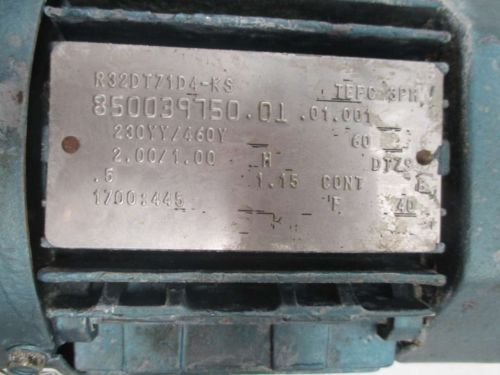 R32DT71D4-KS TEFC 3PH
850039750.01.01.001
230YY/460Y 60
2.00/1.00 H DTZ9
.5 1.15 CONT E
1700:445 F 40